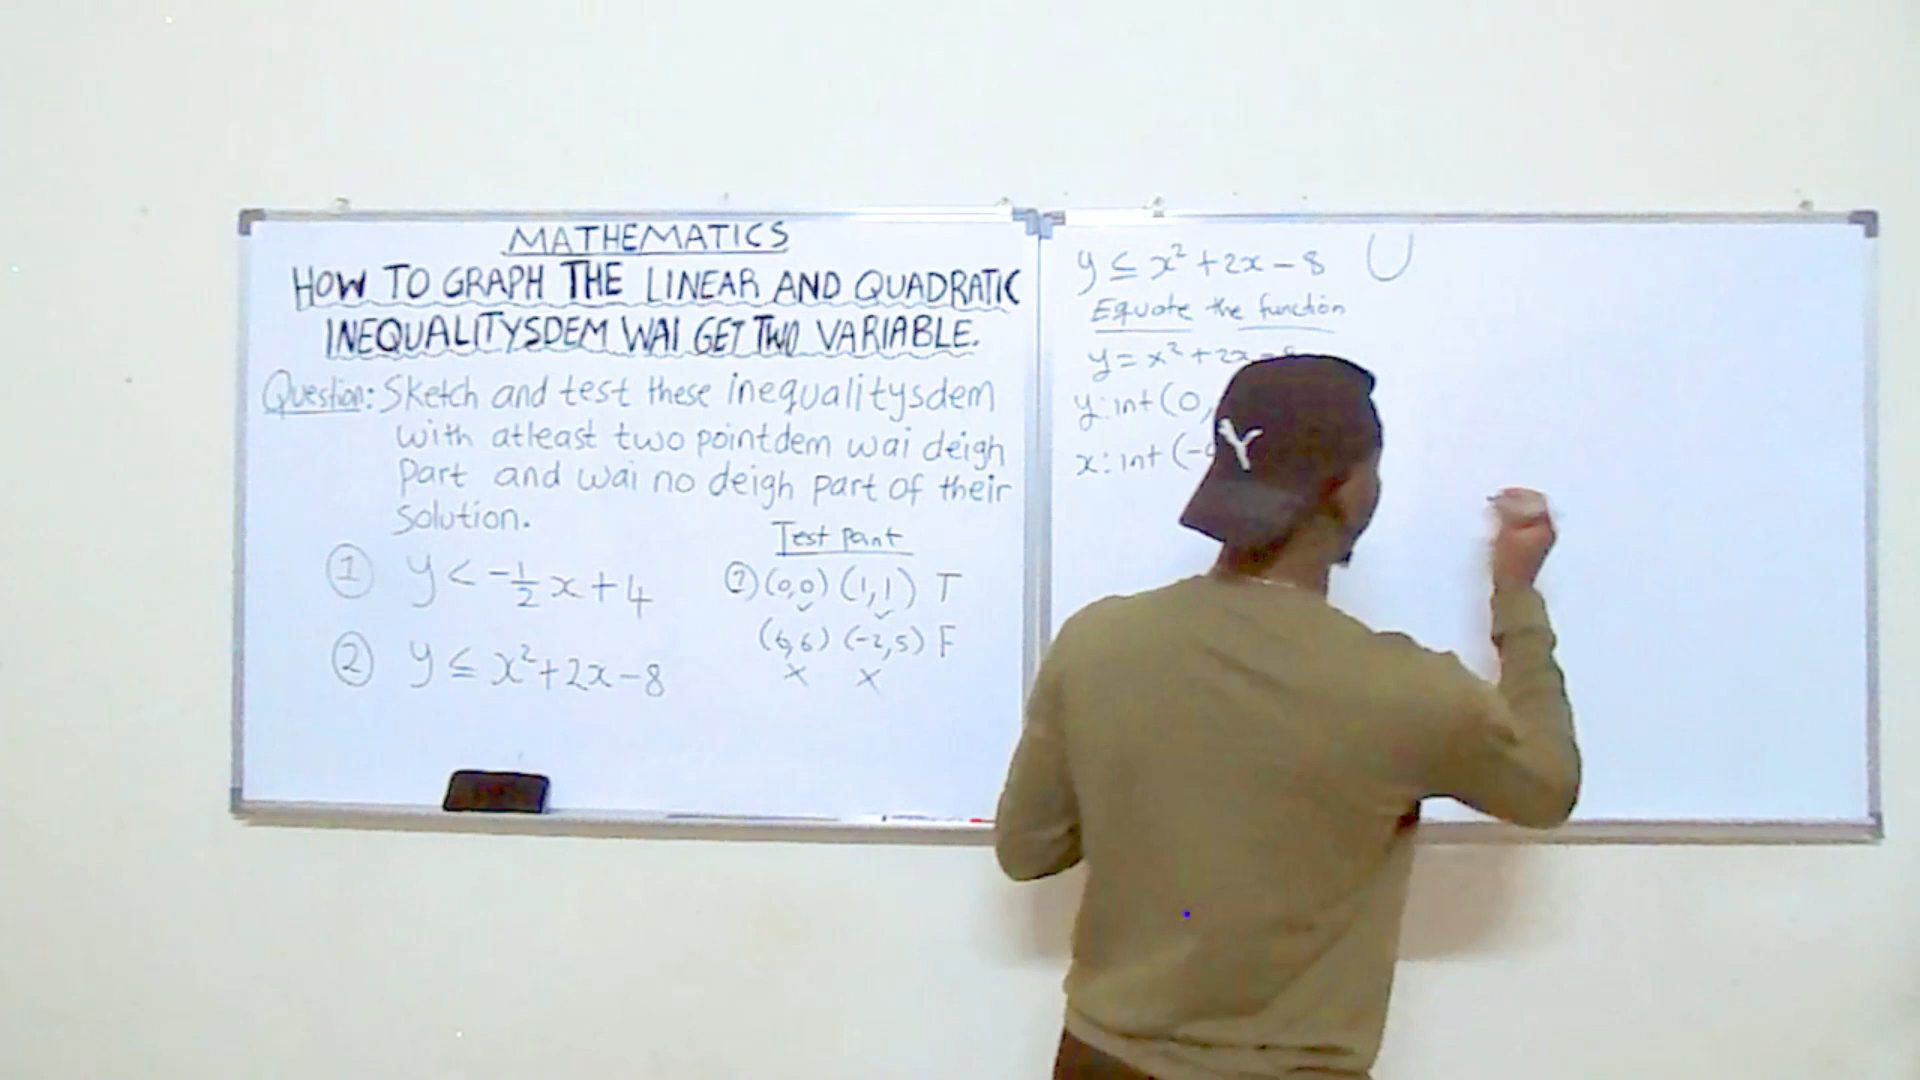 MATHEMATICS
HOW TO GRAPH THE LINEAR AND QUADRATIC
INEQUALITYSDEM WAI GET TWO VARIABLE.
Question: Sketch and test these inequalitysdem
with atleast two pointdem wai deigh
part and wai no deigh part of their
solution.
Test point
① y < -1/2 x + 4
② y ≤ x² + 2x - 8
① (0,0) (1,1) T
(6,6) (-2,5) F
× ×
y ≤ x² + 2x - 8
Equate the function
y = x² + 2x - 8
y: int (0,
x: int (-
Y